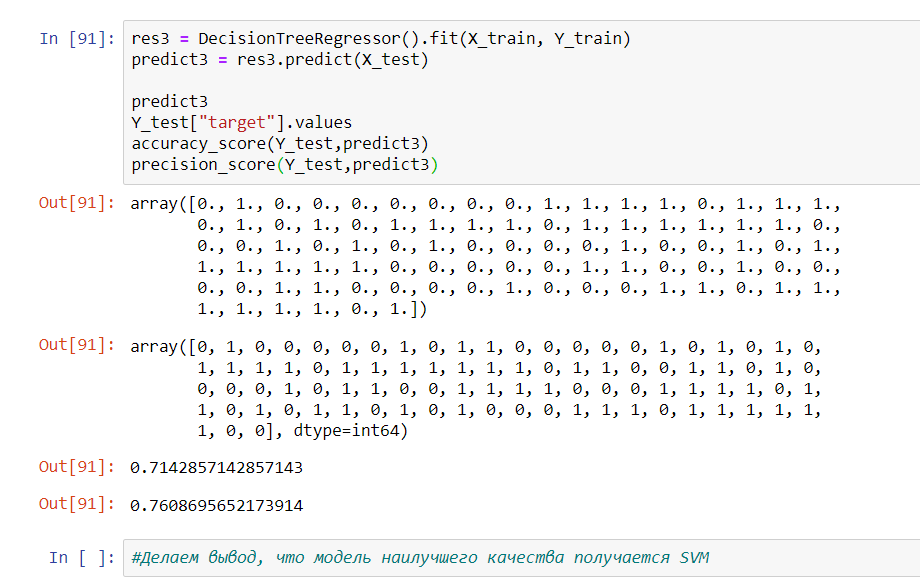 In [91]: res3 = DecisionTreeRegressor().fit(X_train, Y_train)
predict3 = res3.predict(X_test)
predict3
Y_test["target"].values
accuracy_score(Y_test,predict3)
precision_score(Y_test,predict3)
Out[91]: array([0., 1., 0., 0., 0., 0., 0., 0., 0., 1., 1., 1., 1., 0., 1., 1., 1.,
0., 1., 0., 1., 0., 1., 1., 1., 1., 0., 1., 1., 1., 1., 1., 1., 0.,
0., 0., 1., 0., 1., 0., 1., 0., 0., 0., 0., 1., 0., 0., 1., 0., 1.,
1., 1., 1., 1., 1., 0., 0., 0., 0., 0., 1., 1., 0., 0., 1., 0., 0.,
0., 0., 1., 1., 0., 0., 0., 0., 1., 0., 0., 0., 1., 1., 0., 1., 1.,
1., 1., 1., 1., 0., 1.])
Out[91]: array([0, 1, 0, 0, 0, 0, 0, 1, 0, 1, 1, 0, 0, 0, 0, 0, 1, 0, 1, 0, 1, 0,
1, 1, 1, 1, 0, 1, 1, 1, 1, 1, 1, 1, 0, 1, 1, 0, 0, 1, 1, 0, 1, 0,
0, 0, 0, 1, 0, 1, 1, 0, 0, 1, 1, 1, 1, 0, 0, 0, 1, 1, 1, 1, 0, 1,
1, 0, 1, 0, 1, 1, 0, 1, 0, 1, 0, 0, 0, 1, 1, 1, 0, 1, 1, 1, 1, 1,
1, 0, 0], dtype=int64)
Out[91]: 0.7142857142857143
Out[91]: 0.7608695652173914
In [ ]: #Делаем вывод, что модель наилучшего качества получается SVM